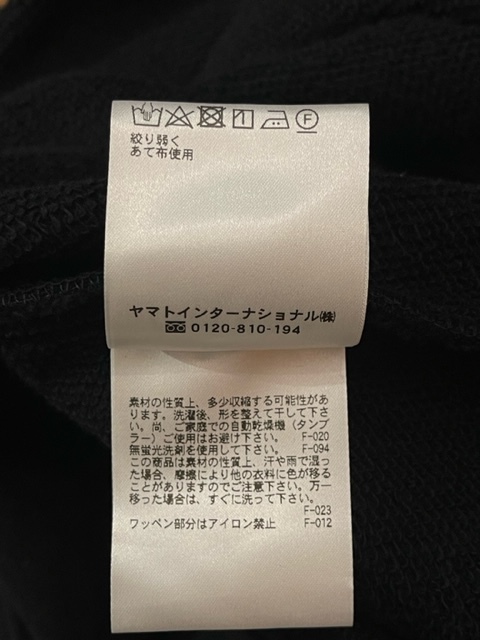 F
絞り弱く
あて布使用
ヤマトインターナショナル㈱
0120-810-194
素材の性質上、多少収縮する可能性があ
ります。洗濯後、形を整えて干して下さ
い。尚、ご家庭での自動乾燥機（タンブ
ラー）ご使用はお避け下さい。 F-020
無蛍光洗剤を使用して下さい。 F-094
この商品は素材の性質上、汗や雨で湿っ
た場合、摩擦により他の衣料に色が移る
ことがありますのでご注意下さい。万一
移った場合は、すぐに洗って下さい。
F-023
ワッペン部分はアイロン禁止 F-012